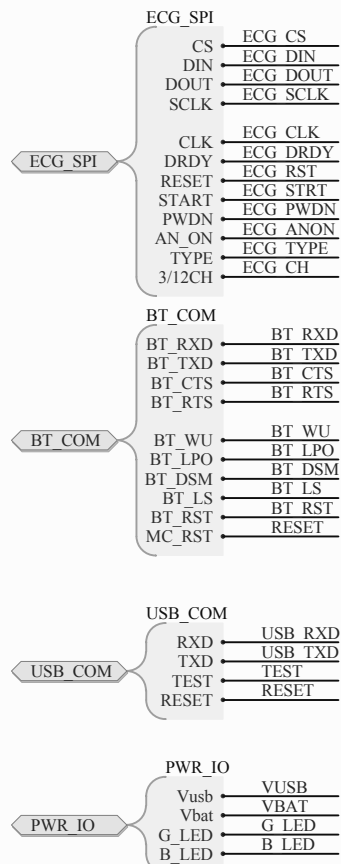 ECG_SPI
CS ECG_CS
DIN ECG_DIN
DOUT ECG_DOUT
SCLK ECG_SCLK
CLK ECG_CLK
DRDY ECG_DRDY
ECG_SPI
RESET ECG_RST
START ECG_STRT
PWDN ECG_PWDN
AN_ON ECG_ANON
TYPE ECG_TYPE
3/12CH ECG_CH
BT_COM
BT_RXD BT_RXD
BT_TXD BT_TXD
BT_CTS BT_CTS
BT_RTS BT_RTS
BT_COM
BT_WU BT_WU
BT_LPO BT_LPO
BT_DSM BT_DSM
BT_LS BT_LS
BT_RST BT_RST
MC_RST RESET
USB_COM
RXD USB_RXD
TXD USB_TXD
USB_COM
TEST TEST
RESET RESET
PWR_IO
Vusb VUSB
Vbat VBAT
PWR_IO
G_LED G_LED
B_LED B_LED